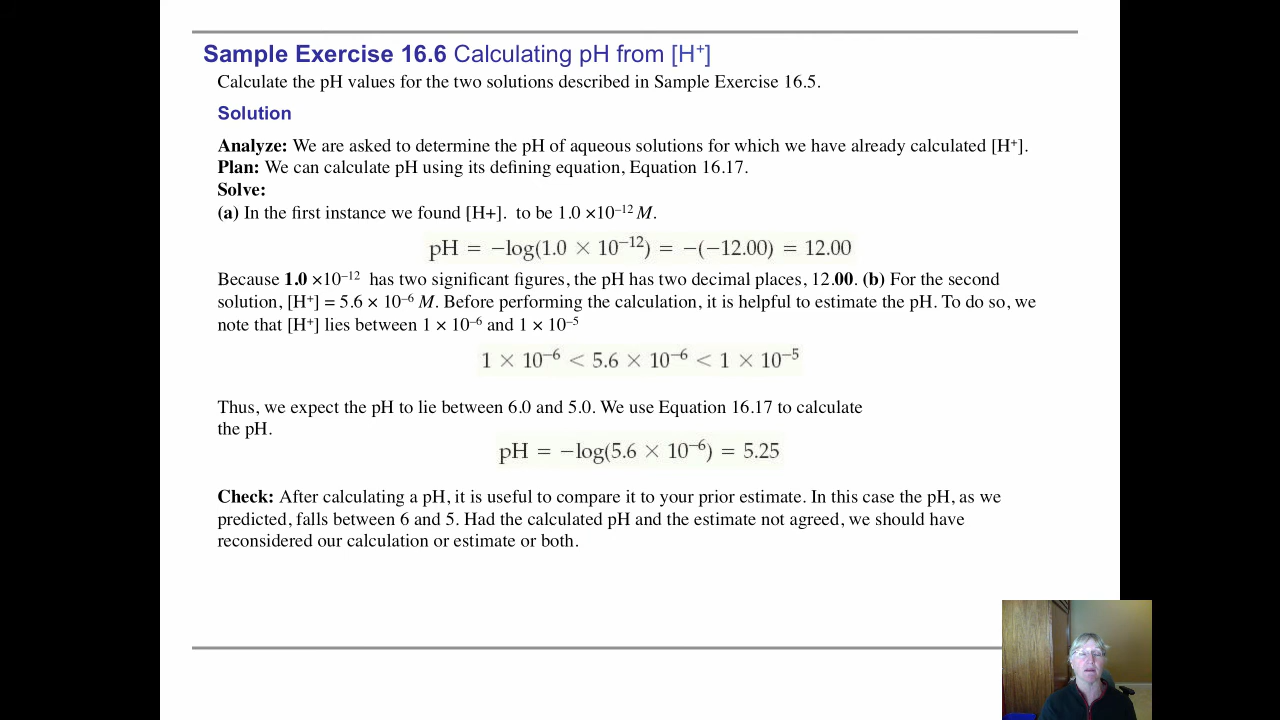 Sample Exercise 16.6 Calculating pH from [H⁺]
Calculate the pH values for the two solutions described in Sample Exercise 16.5.
Solution
Analyze: We are asked to determine the pH of aqueous solutions for which we have already calculated [H⁺].
Plan: We can calculate pH using its defining equation, Equation 16.17.
Solve:
(a) In the first instance we found [H+].  to be 1.0 ×10⁻¹² M.
pH = −log(1.0 × 10⁻¹²) = −(−12.00) = 12.00
Because 1.0 ×10⁻¹²  has two significant figures, the pH has two decimal places, 12.00. (b) For the second
solution, [H⁺] = 5.6 × 10⁻⁶ M. Before performing the calculation, it is helpful to estimate the pH. To do so, we
note that [H⁺] lies between 1 × 10⁻⁶ and 1 × 10⁻⁵
1 × 10⁻⁶ < 5.6 × 10⁻⁶ < 1 × 10⁻⁵
Thus, we expect the pH to lie between 6.0 and 5.0. We use Equation 16.17 to calculate
the pH.
pH = −log(5.6 × 10⁻⁶) = 5.25
Check: After calculating a pH, it is useful to compare it to your prior estimate. In this case the pH, as we
predicted, falls between 6 and 5. Had the calculated pH and the estimate not agreed, we should have
reconsidered our calculation or estimate or both.